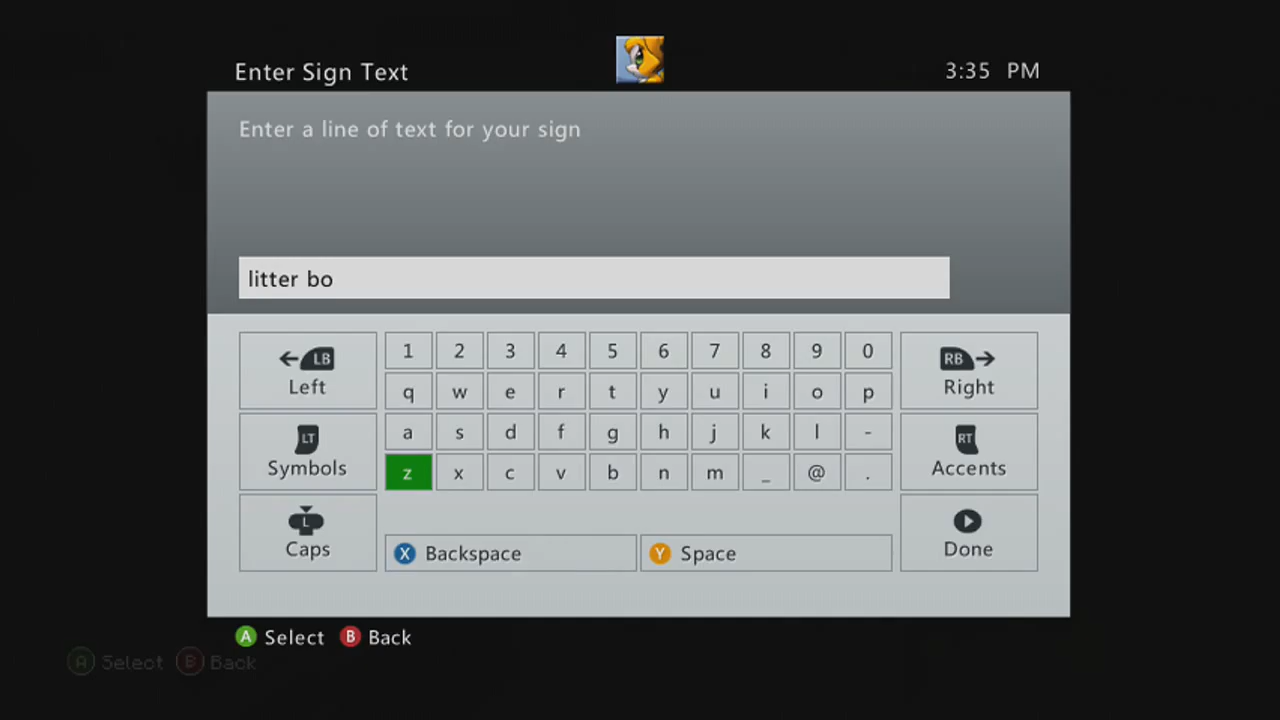 Enter Sign Text
3:35 PM
Enter a line of text for your sign
litter bo
LB
Left
1 2 3 4 5 6 7 8 9 0
RB
Right
q w e r t y u i o p
LT
Symbols
a s d f g h j k l -
RT
Accents
z x c v b n m _ @ .
L
Caps
X Backspace
Y Space
Done
A Select B Back
A Select B Back